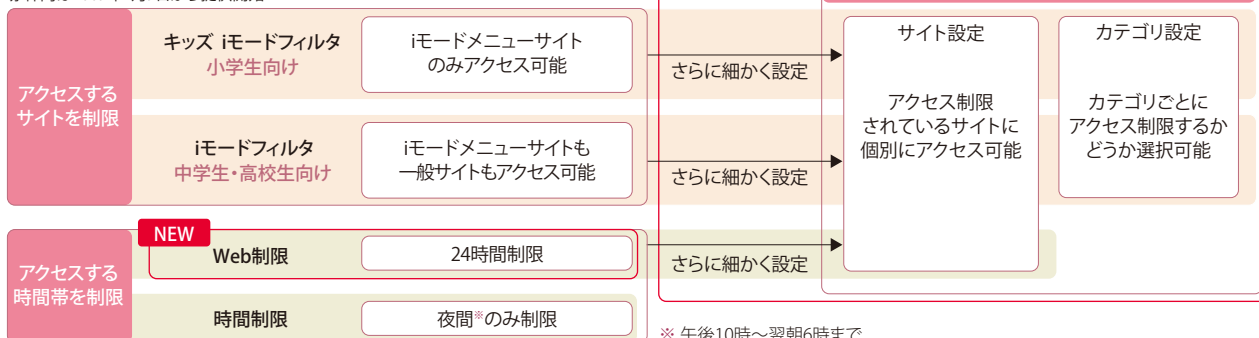 アクセスする
サイトを制限
キッズ iモードフィルタ
小学生向け
iモードメニューサイト
のみアクセス可能
さらに細かく設定
iモードフィルタ
中学生・高校生向け
iモードメニューサイトも
一般サイトもアクセス可能
さらに細かく設定
サイト設定
アクセス制限
されているサイトに
個別にアクセス可能
カテゴリ設定
カテゴリごとに
アクセス制限するか
どうか選択可能
アクセスする
時間帯を制限
NEW
Web制限
24時間制限
さらに細かく設定
時間制限
夜間※のみ制限
※ 午後10時～翌朝6時まで